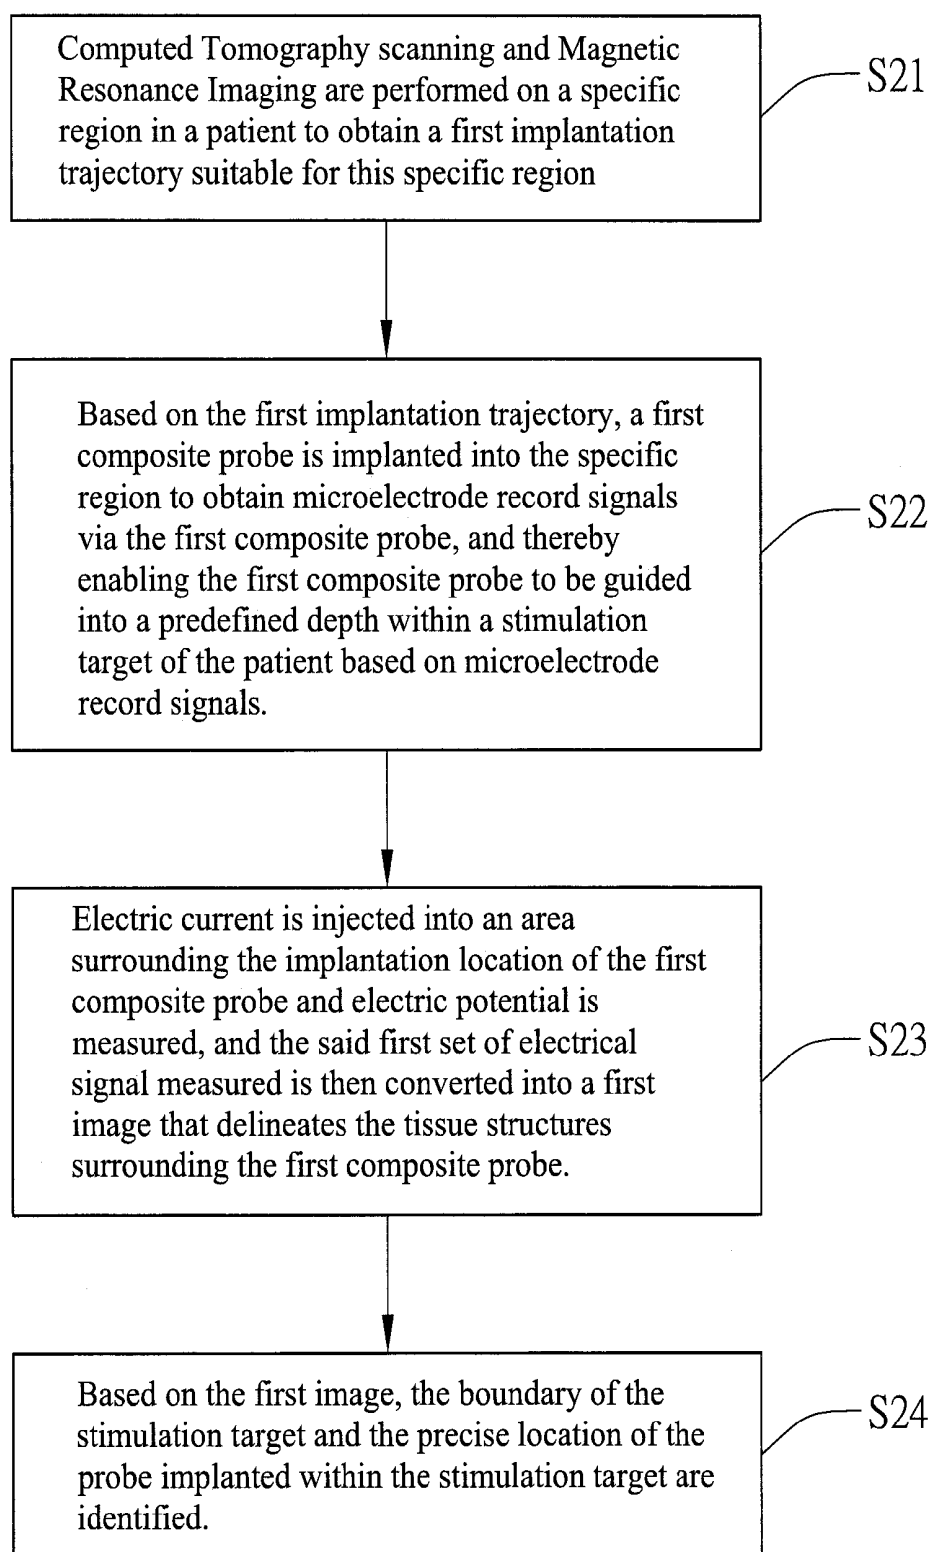 Computed Tomography scanning and Magnetic
Resonance Imaging are performed on a specific
region in a patient to obtain a first implantation
trajectory suitable for this specific region
S21
Based on the first implantation trajectory, a first
composite probe is implanted into the specific
region to obtain microelectrode record signals
via the first composite probe, and thereby
enabling the first composite probe to be guided
into a predefined depth within a stimulation
target of the patient based on microelectrode
record signals.
S22
Electric current is injected into an area
surrounding the implantation location of the first
composite probe and electric potential is
measured, and the said first set of electrical
signal measured is then converted into a first
image that delineates the tissue structures
surrounding the first composite probe.
S23
Based on the first image, the boundary of the
stimulation target and the precise location of the
probe implanted within the stimulation target are
identified.
S24